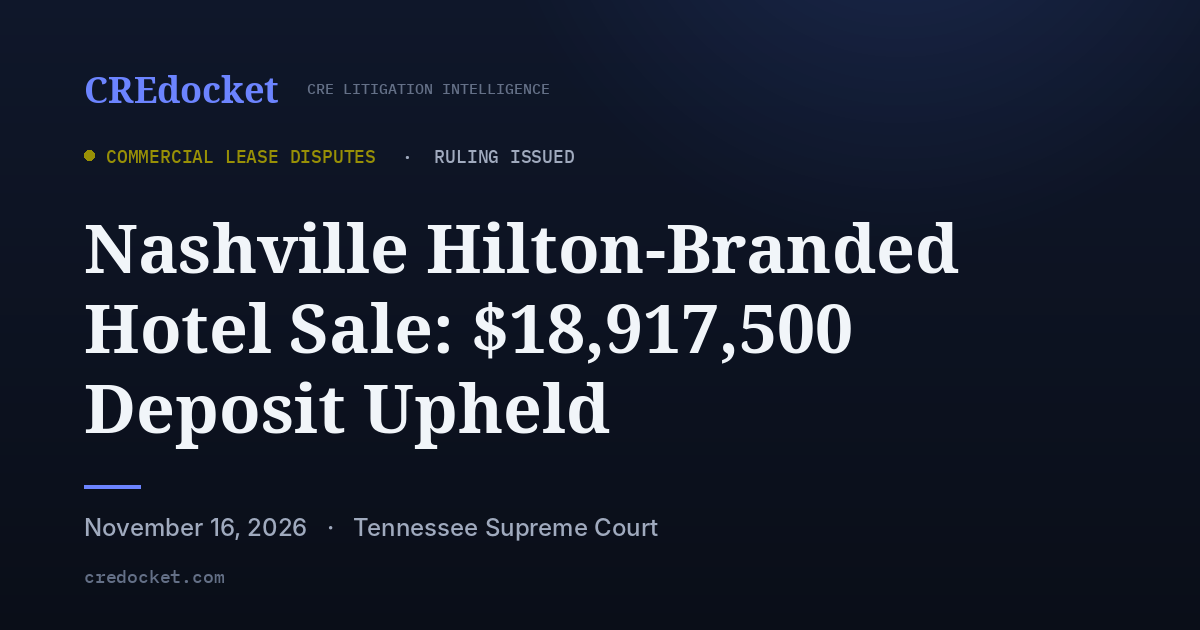 CREdocket CRE LITIGATION INTELLIGENCE
COMMERCIAL LEASE DISPUTES · RULING ISSUED
Nashville Hilton-Branded
Hotel Sale: $18,917,500
Deposit Upheld
November 16, 2026 · Tennessee Supreme Court
credocket.com